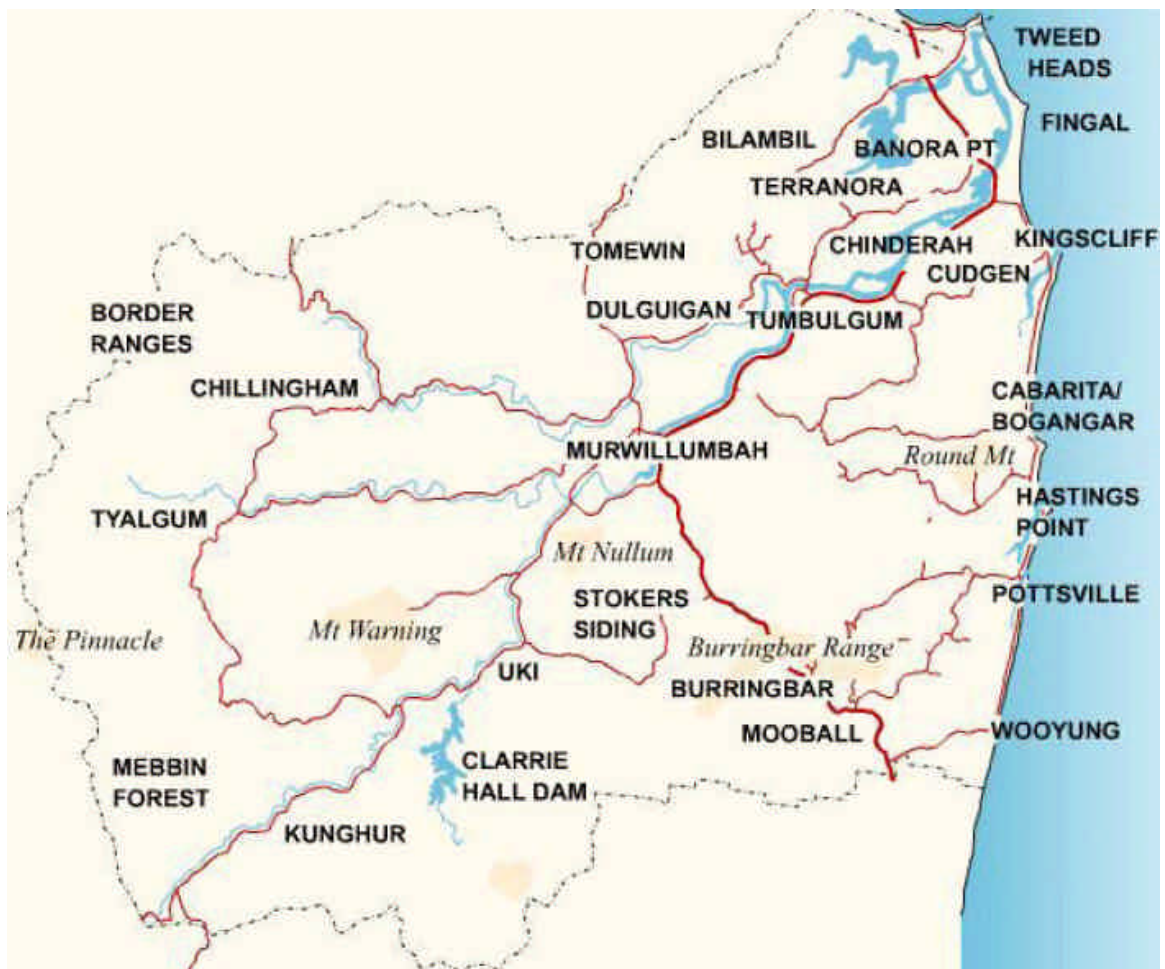 TWEED
HEADS
FINGAL
BILAMBIL
BANORA PT
TERRANORA
TOMEWIN
CHINDERAH
KINGSCLIFF
CUDGEN
DULGUIGAN
TUMBULGUM
BORDER
RANGES
CHILLINGHAM
CABARITA/
BOGANGAR
MURWILLUMBAH
Round Mt
TYALGUM
HASTINGS
POINT
Mt Nullum
STOKERS
SIDING
POTTSVILLE
The Pinnacle
Mt Warning
Burringbar Range
UKI
BURRINGBAR
MOOBALL
WOOYUNG
MEBBIN
FOREST
CLARRIE
HALL DAM
KUNGHUR